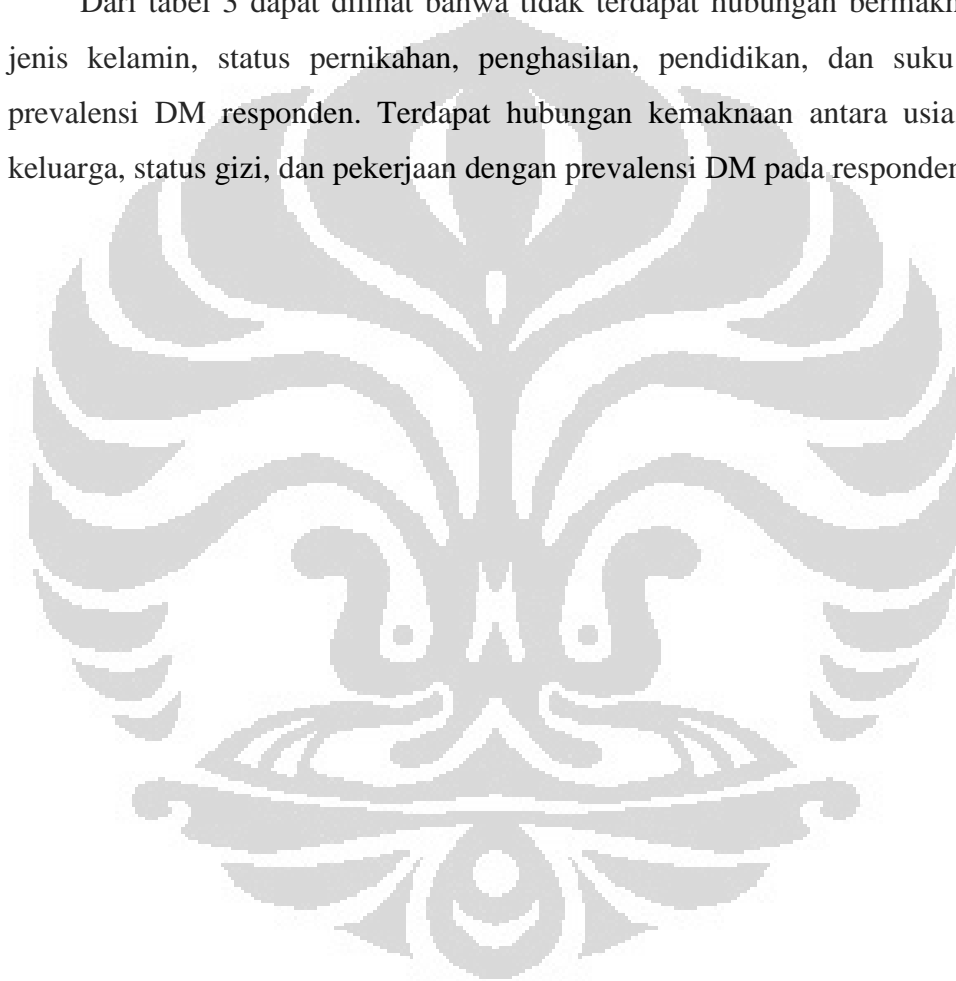 Dari tabel 3 dapat dilihat bahwa tidak terdapat hubungan
jenis kelamin, status pernikahan, penghasilan, pendidikan, dan suku
prevalensi DM responden. Terdapat hubungan kemaknaan antara usia
keluarga, status gizi, dan pekerjaan dengan prevalensi DM pada responden